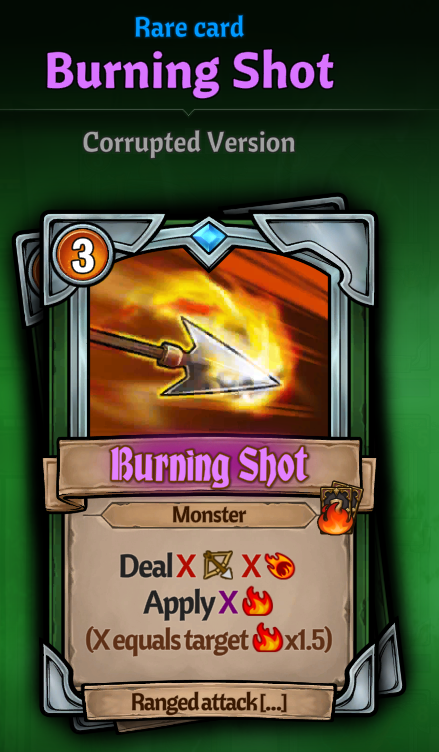 Rare card
Burning Shot
Corrupted Version
3
Burning Shot
Monster
Deal X X
Apply X
(X equals target x1.5)
Ranged attack [...]